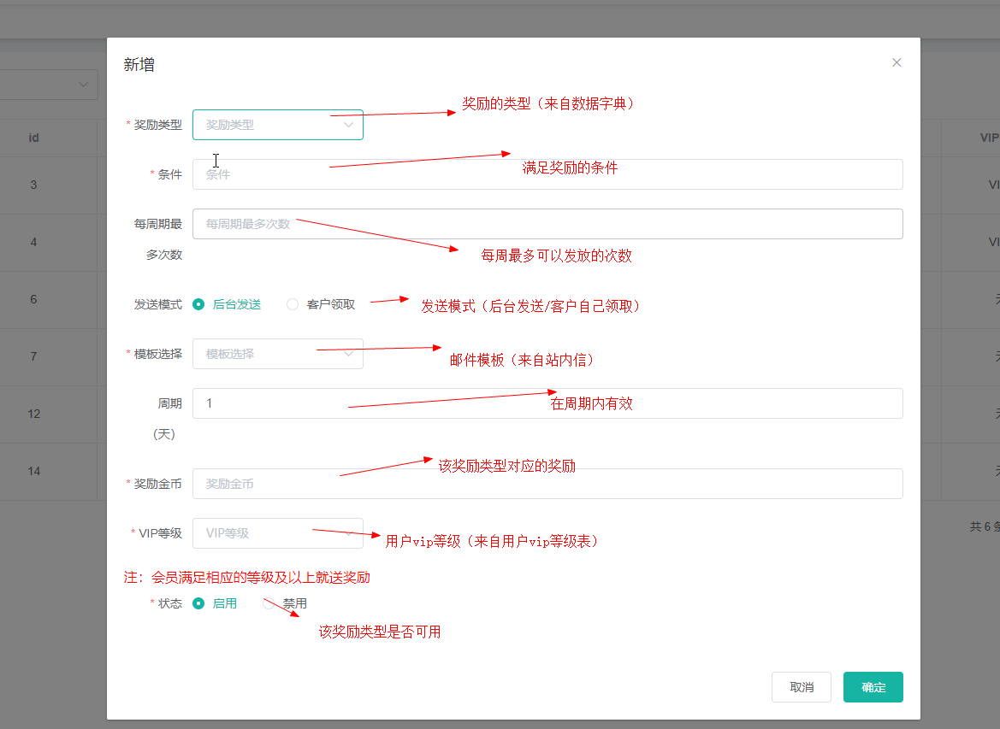 新增
奖励的类型（来自数据字典）
* 奖励类型 奖励类型
id
VIP
满足奖励的条件
* 条件 条件
3
VI
每周期最多次数 每周期最多次数
4
VI
每周最多可以发放的次数
发送模式 后台发送 客户领取
发送模式（后台发送/客户自己领取）
6
* 模板选择 模板选择
邮件模板（来自站内信）
7
周期(天) 1
在周期内有效
12
该奖励类型对应的奖励
* 奖励金币 奖励金币
14
* VIP等级 VIP等级
用户vip等级（来自用户vip等级表）
共 6 条
注：会员满足相应的等级及以上就送奖励
* 状态 启用 禁用
该奖励类型是否可用
取消 确定